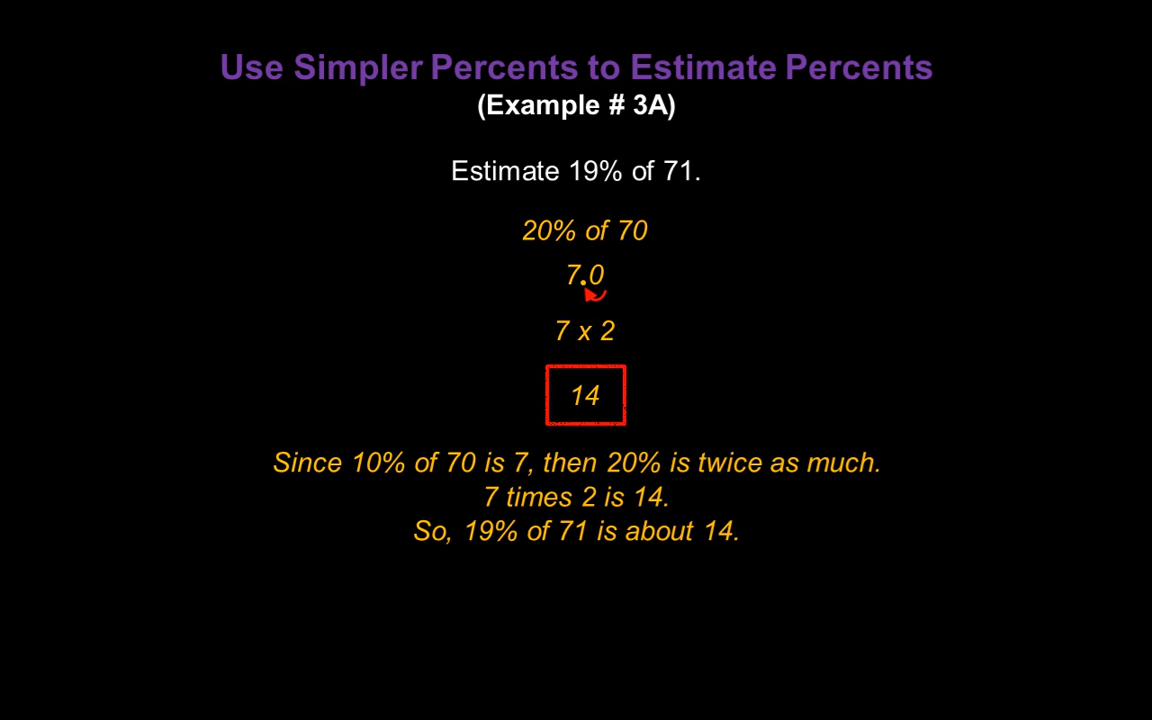 Use Simpler Percents to Estimate Percents
(Example # 3A)
Estimate 19% of 71.
20% of 70
7.0
7 x 2
14
Since 10% of 70 is 7, then 20% is twice as much.
7 times 2 is 14.
So, 19% of 71 is about 14.